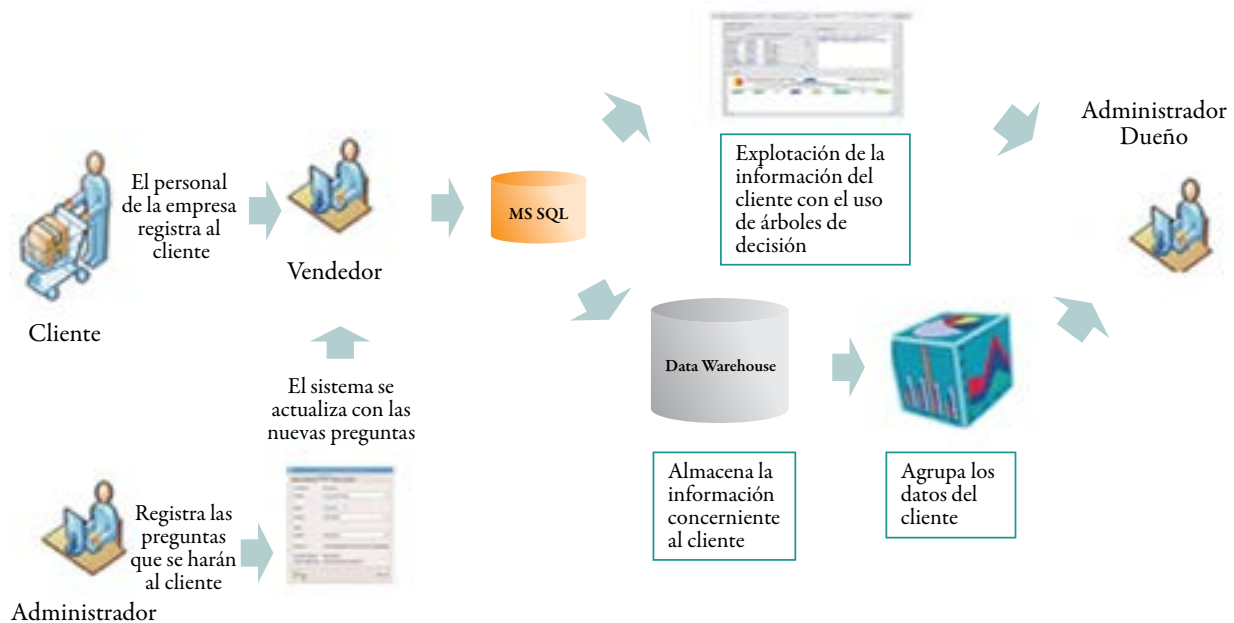 El personal
de la empresa
registra al
cliente
Cliente
Vendedor
MS SQL
Explotación de la
información del
cliente con el uso
de árboles de
decisión
Administrador
Dueño
Data Warehouse
Almacena la
información
concerniente
al cliente
Agrupa los
datos del
cliente
El sistema se
actualiza con las
nuevas preguntas
Registra las
preguntas
que se harán
al cliente
Administrador